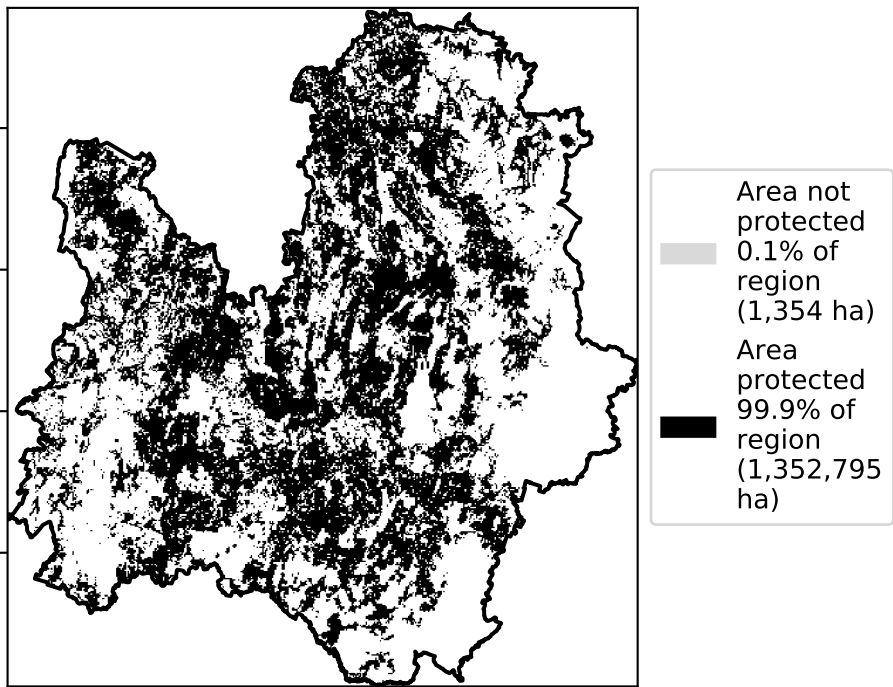 Area not
protected
0.1% of
region
(1,354 ha)
Area
protected
99.9% of
region
(1,352,795
ha)